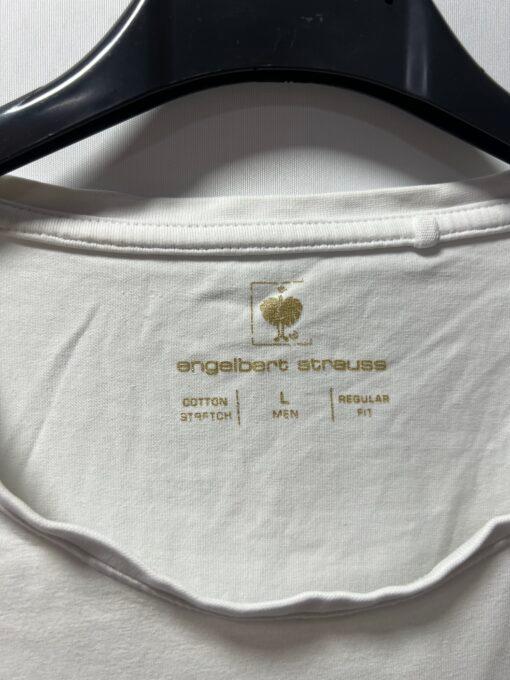 engelbert strauss
COTTON STRETCH
L MEN
REGULAR FIT